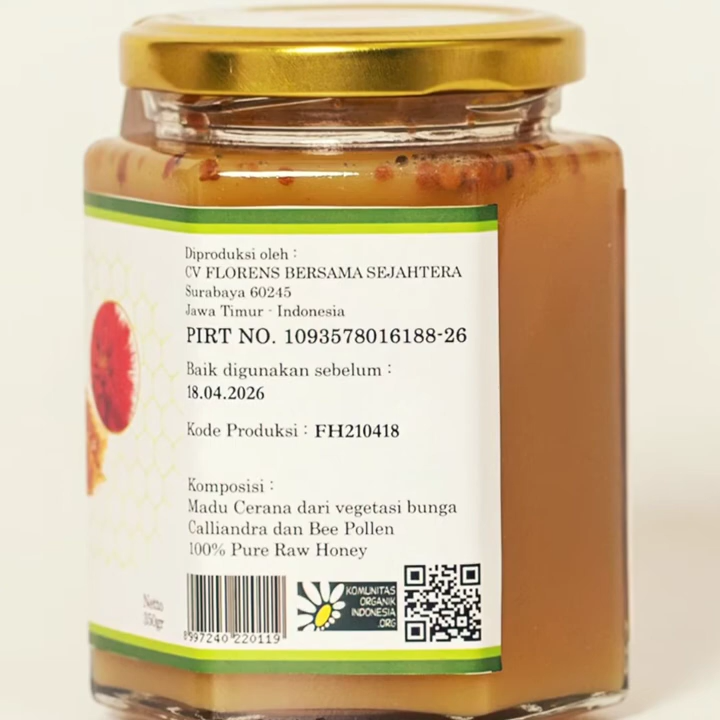 Diproduksi oleh :
CV FLORENS BERSAMA SEJAHTERA
Surabaya 60245
Jawa Timur - Indonesia
PIRT NO. 1093578016188-26
Baik digunakan sebelum :
18.04.2026
Kode Produksi : FH210418
Komposisi :
Madu Cerana dari vegetasi bunga
Calliandra dan Bee Pollen
100% Pure Raw Honey
Netto
350gr
8997240 220119
KOMUNITAS
ORGANIK
INDONESIA
.ORG